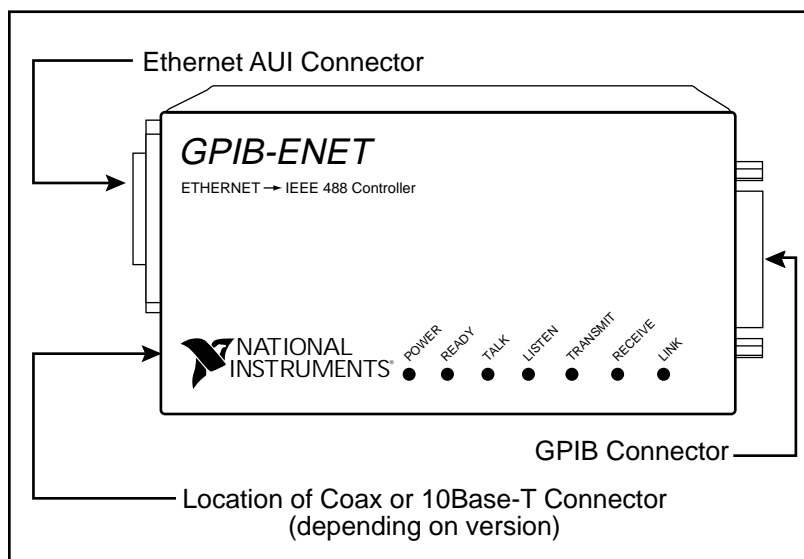 Ethernet AUI Connector
GPIB-ENET
ETHERNET → IEEE 488 Controller
NATIONAL
INSTRUMENTS®
POWER
READY
TALK
LISTEN
TRANSMIT
RECEIVE
LINK
GPIB Connector
Location of Coax or 10Base-T Connector
(depending on version)